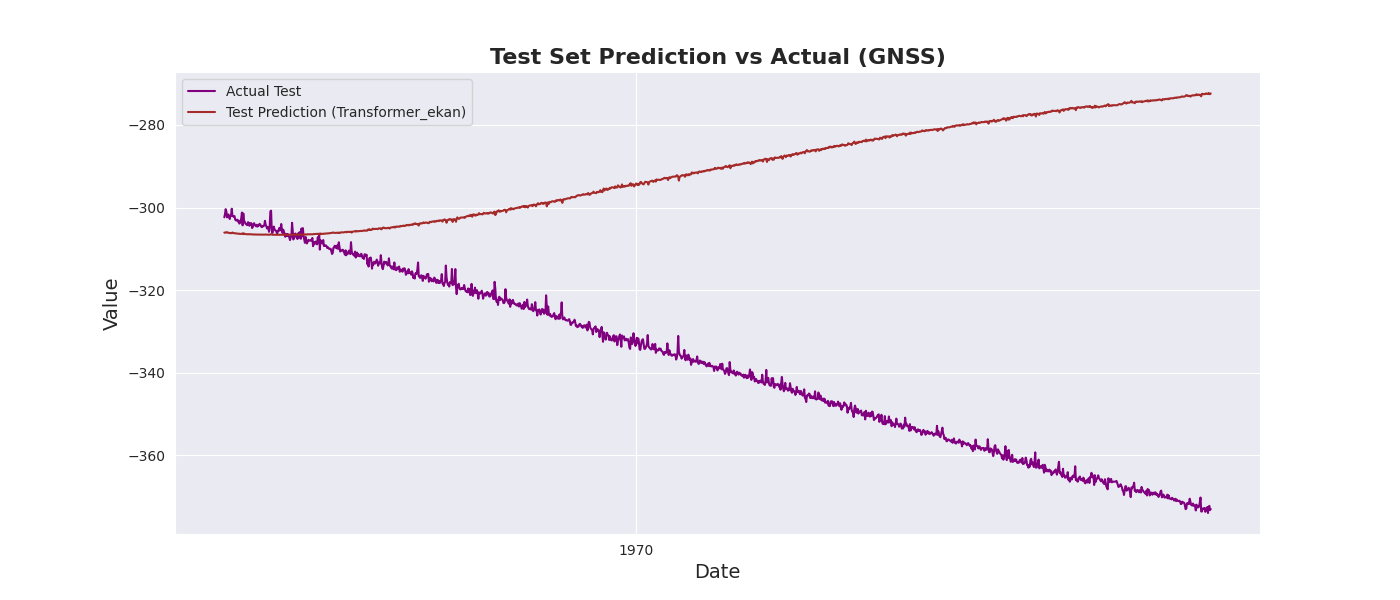 Test Set Prediction vs Actual (GNSS)
Actual Test
Test Prediction (Transformer_ekan)
−280
−300
−320
−340
−360
Value
1970
Date